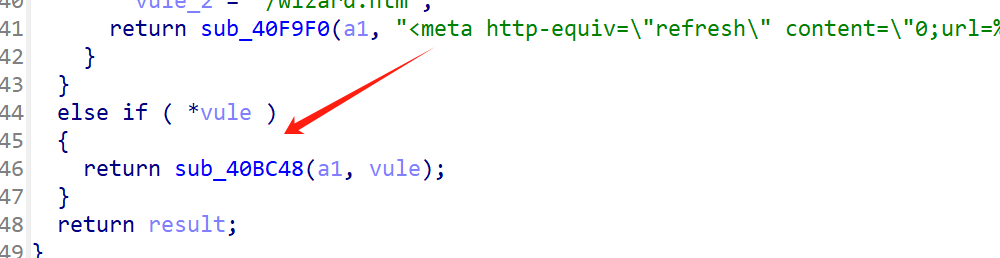 40 vule_2 = "/wizard.htm",
41 return sub_40F9F0(a1, "<meta http-equiv=\"refresh\" content=\"0;url=%
42 }
43 }
44 else if ( *vule )
45 {
46 return sub_40BC48(a1, vule);
47 }
48 return result;
49 }